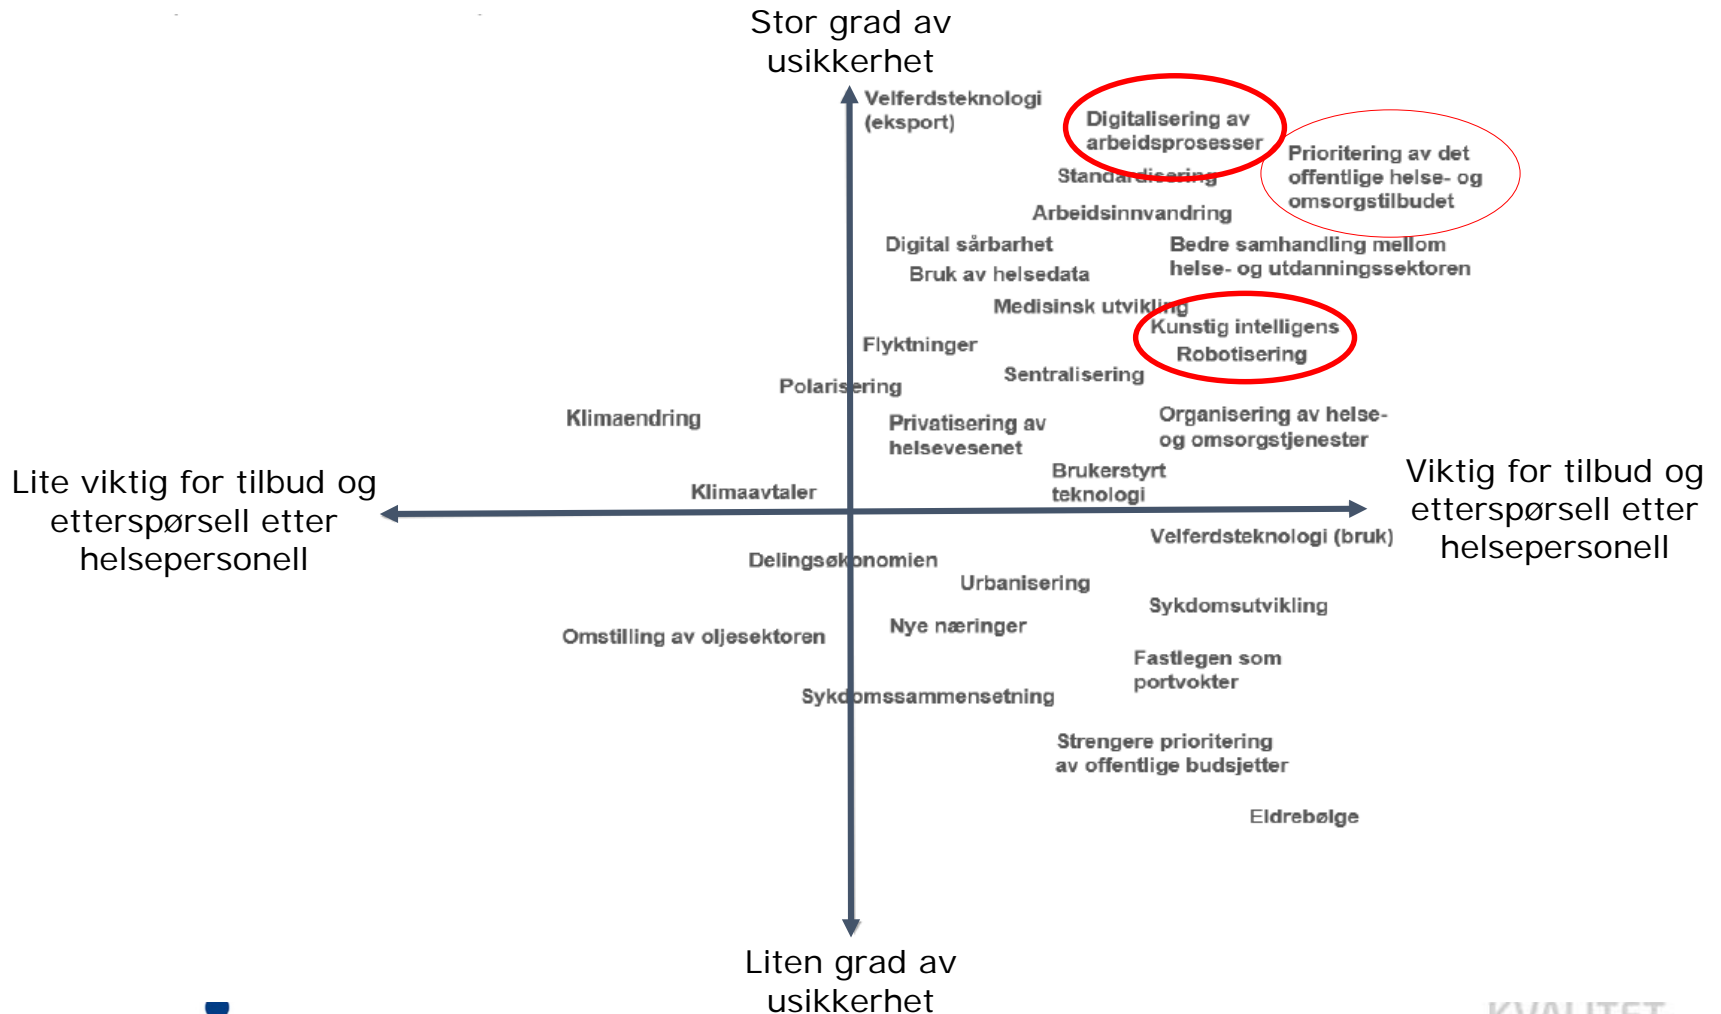 Stor grad av
usikkerhet
Velferdsteknologi
(eksport)
Digitalisering av
arbeidsprosesser
Prioritering av det
offentlige helse- og
omsorgstilbudet
Standardisering
Arbeidsinnvandring
Digital sårbarhet
Bedre samhandling mellom
helse- og utdanningssektoren
Bruk av helsedata
Medisinsk utvikling
Kunstig intelligens
Robotisering
Flyktninger
Sentralisering
Polarisering
Klimaendring
Privatisering av
helsevesenet
Organisering av helse-
og omsorgstjenester
Brukerstyrt
teknologi
Lite viktig for tilbud og
etterspørsell etter
helsepersonell
Klimaavtaler
Viktig for tilbud og
etterspørsell etter
helsepersonell
Velferdsteknologi (bruk)
Delingsøkonomien
Urbanisering
Sykdomsutvikling
Nye næringer
Omstilling av oljesektoren
Fastlegen som
portvokter
Sykdomssammensetning
Strengere prioritering
av offentlige budsjetter
Eldrebølge
Liten grad av
usikkerhet
KVALITET